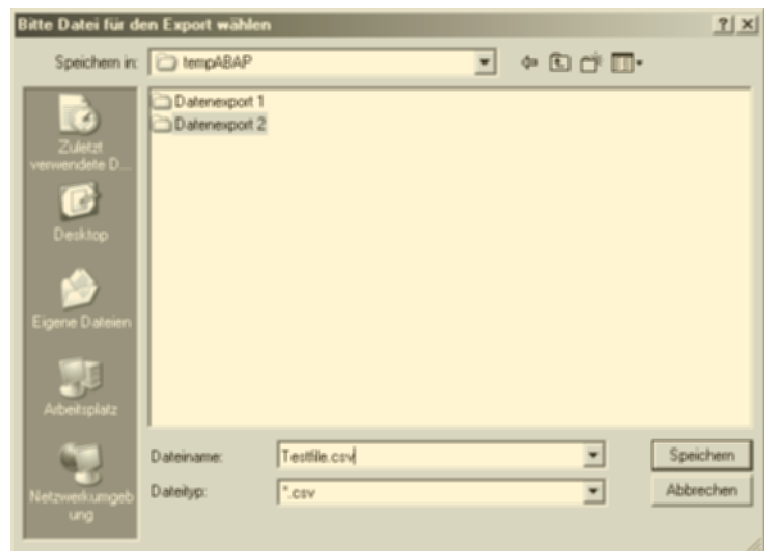 Bitte Datei für den Export wählen
Speichern in: tempABAP
Datenexport 1
Datenexport 2
Zuletzt
verwendete D...
Desktop
Eigene Dateien
Arbeitsplatz
Netzwerkumgeb
ung
Dateiname: Testfile.csv Speichern
Dateityp: *.csv Abbrechen